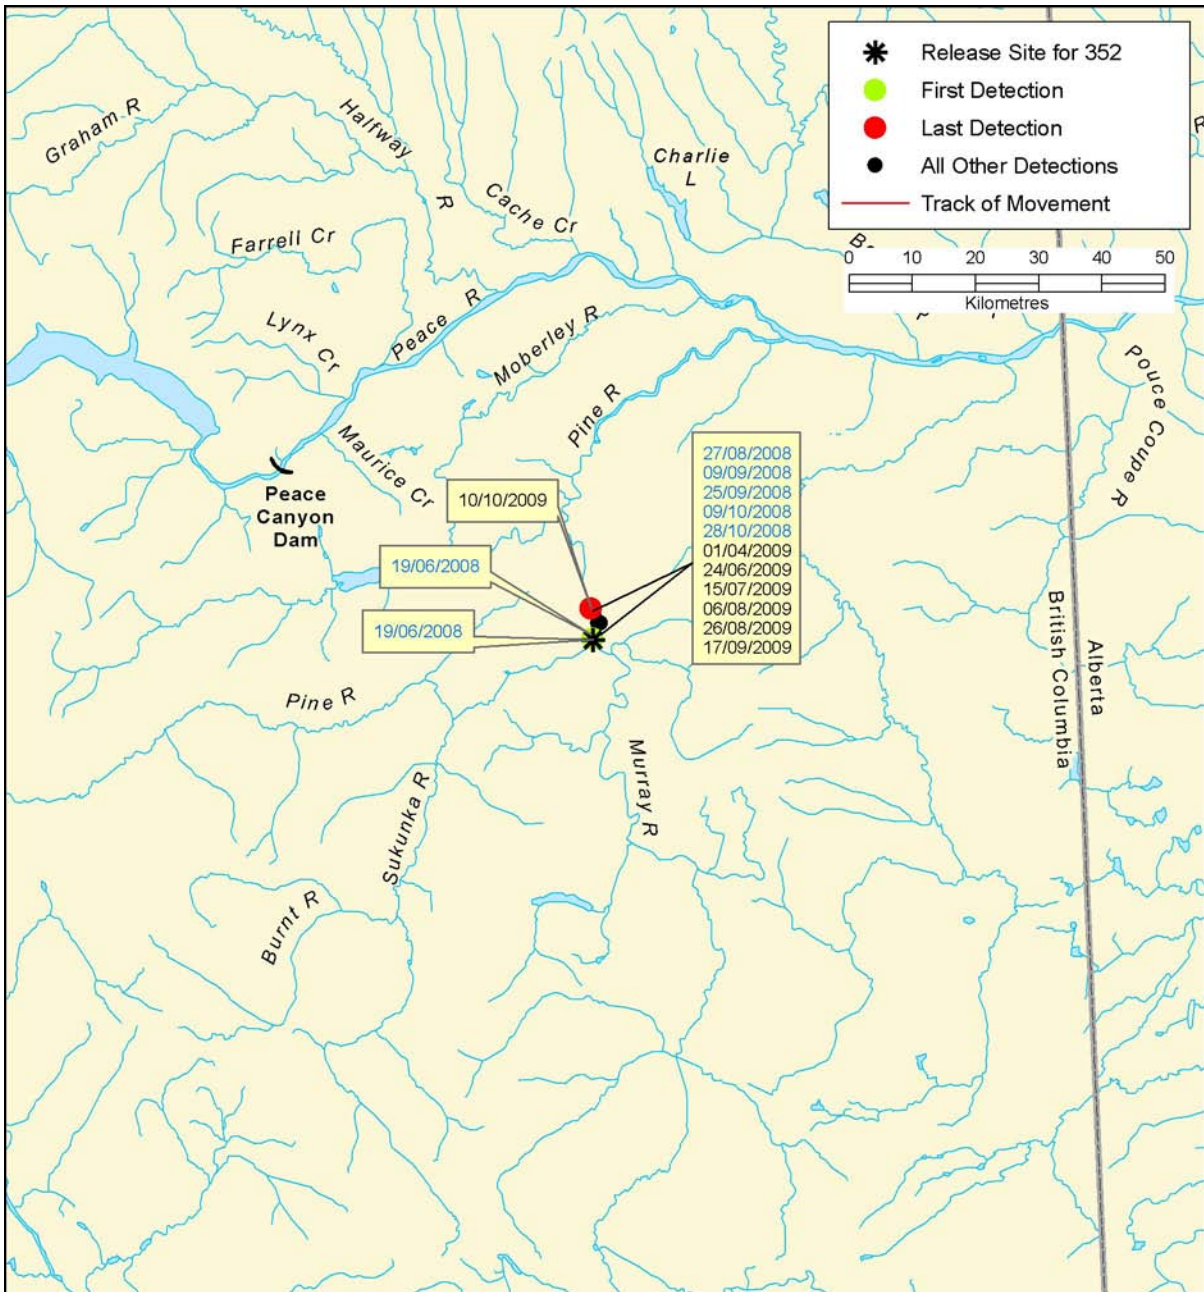 Release Site for 352
First Detection
Last Detection
All Other Detections
Track of Movement
0 10 20 30 40 50
Kilometres
Graham R
Halfway
R
Charlie
L
Cache Cr
Farrell Cr
Peace R
Lynx Cr
Moberley R
Pine R
Pouce Coupe R
Maurice Cr
Peace
Canyon
Dam
10/10/2009
19/06/2008
19/06/2008
27/08/2008
09/09/2008
25/09/2008
09/10/2008
28/10/2008
01/04/2009
24/06/2009
15/07/2009
06/08/2009
26/08/2009
17/09/2009
British Columbia
Alberta
Pine R
Murray R
Sukunka R
Burnt R
R